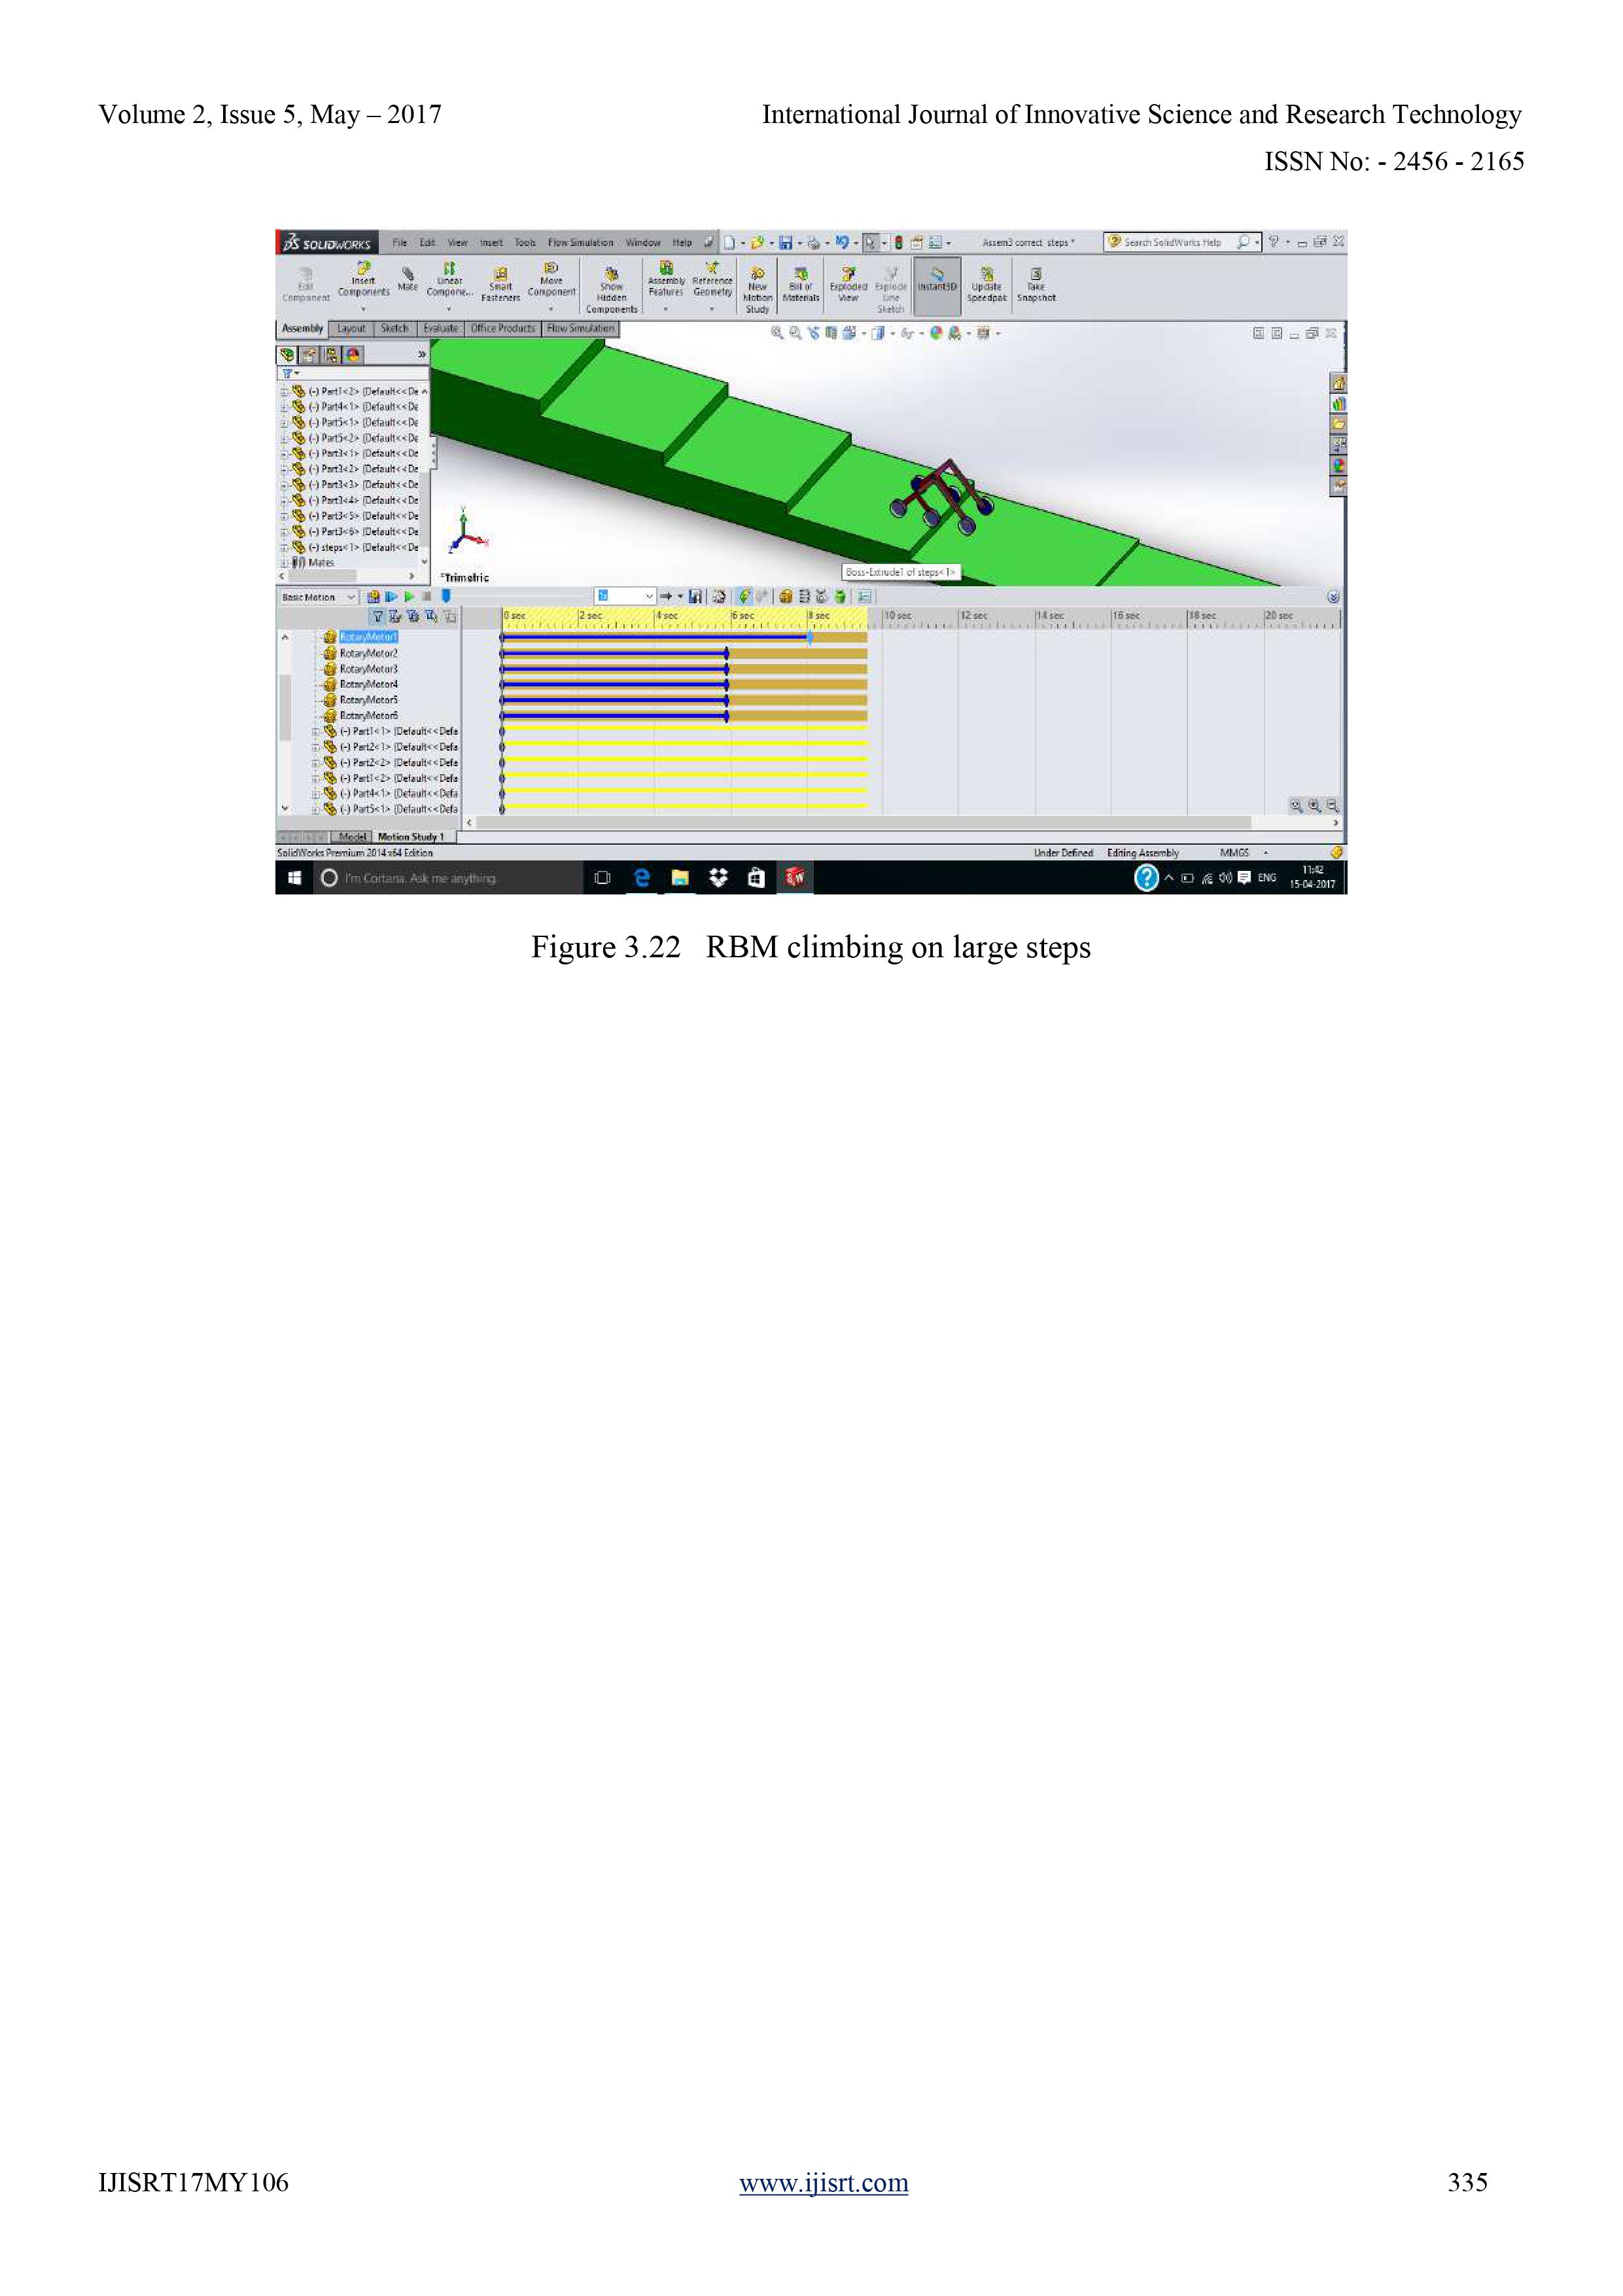 Volume 2, Issue 5, May – 2017 International Journal of Innovative Science and Research Technology
ISSN No: - 2456 - 2165
SOLIDWORKS File Edit View Insert Tools Flow Simulation Window Help Assem3 correct steps * Search SolidWorks Help
Edit Component
Insert Components
Mate
Linear Compone...
Smart Fasteners
Move Component
Show Hidden Components
Assembly Features
Reference Geometry
New Motion Study
Bill of Materials
Exploded View
Explode Line Sketch
Instant3D
Update Speedpak
Take Snapshot
Assembly Layout Sketch Evaluate Office Products Flow Simulation
(-) Part1<2> (Default<<De
(-) Part4<1> (Default<<De
(-) Part5<1> (Default<<De
(-) Part5<2> (Default<<De
(-) Part3<1> (Default<<De
(-) Part3<2> (Default<<De
(-) Part3<3> (Default<<De
(-) Part3<4> (Default<<De
(-) Part3<5> (Default<<De
(-) Part3<6> (Default<<De
(-) steps<1> (Default<<De
Mates
*Trimetric
Boss-Extrude1 of steps<1>
Basic Motion
0 sec 2 sec 4 sec 6 sec 8 sec 10 sec 12 sec 14 sec 16 sec 18 sec 20 sec
RotaryMotor1
RotaryMotor2
RotaryMotor3
RotaryMotor4
RotaryMotor5
RotaryMotor6
(-) Part1<1> (Default<<Defa
(-) Part2<1> (Default<<Defa
(-) Part2<2> (Default<<Defa
(-) Part1<2> (Default<<Defa
(-) Part4<1> (Default<<Defa
(-) Part5<1> (Default<<Defa
Model Motion Study 1
SolidWorks Premium 2014 x64 Edition Under Defined Editing Assembly MMGS
I'm Cortana. Ask me anything. ENG 11:42
15-04-2017
Figure 3.22 RBM climbing on large steps
IJISRT17MY106 www.ijisrt.com 335